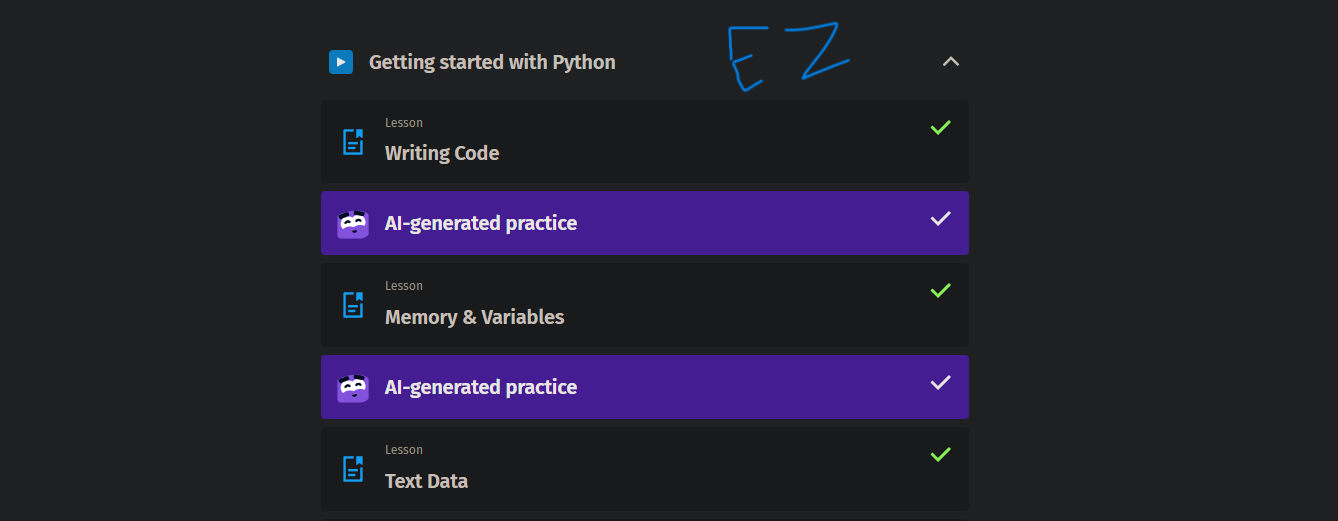 Getting started with Python EZ
Lesson
Writing Code
AI-generated practice
Lesson
Memory & Variables
AI-generated practice
Lesson
Text Data